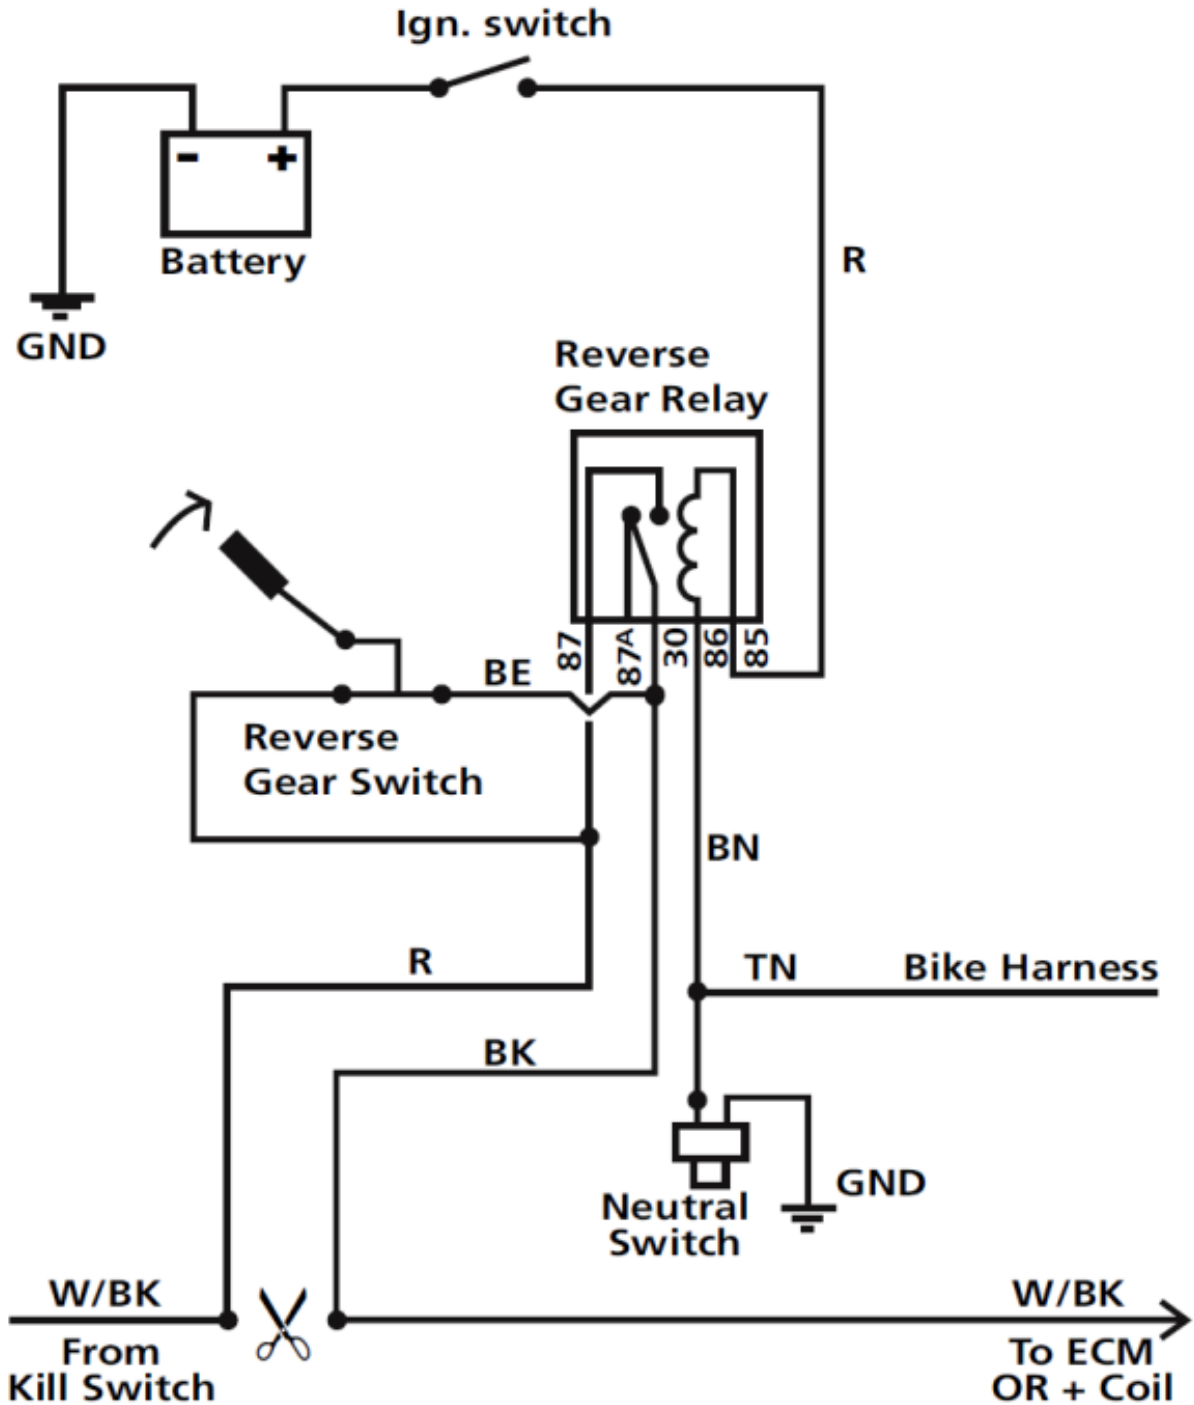 Ign. switch
- +
Battery
GND
R
Reverse
Gear Relay
87
87A
30
86
85
BE
Reverse
Gear Switch
BN
R
TN
Bike Harness
BK
Neutral
Switch
GND
W/BK
From
Kill Switch
W/BK
To ECM
OR + Coil